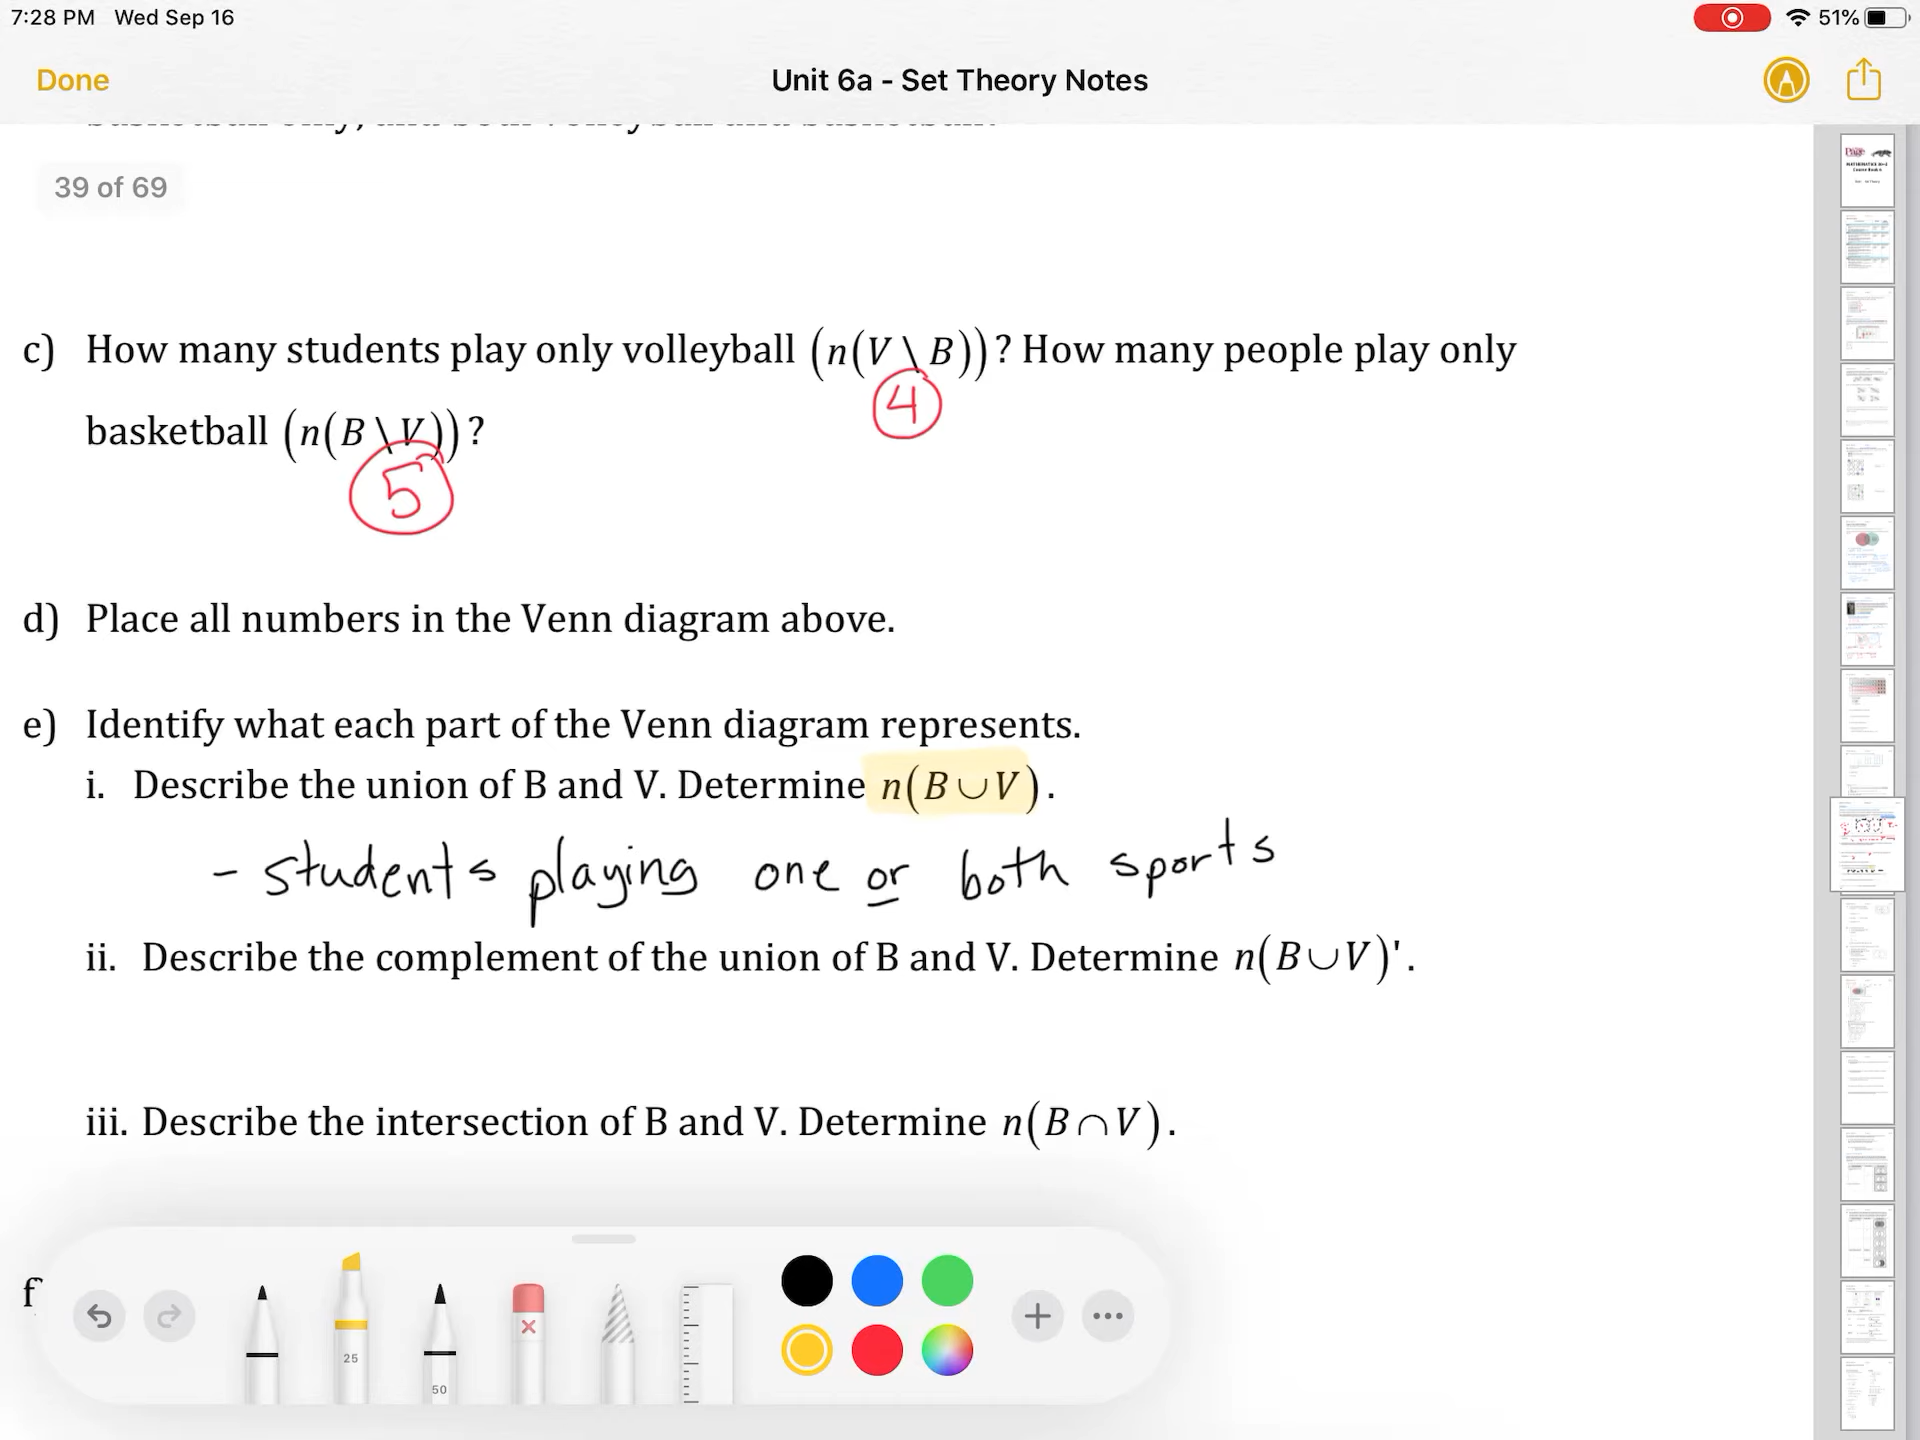 7:28 PM Wed Sep 16
51%
Done
Unit 6a - Set Theory Notes
39 of 69
c) How many students play only volleyball (n(V \ B))? How many people play only
4
basketball (n(B \ V))?
5
d) Place all numbers in the Venn diagram above.
e) Identify what each part of the Venn diagram represents.
i. Describe the union of B and V. Determine n(B ∪ V).
- students playing one or both sports
ii. Describe the complement of the union of B and V. Determine n(B ∪ V)'.
iii. Describe the intersection of B and V. Determine n(B ∩ V).
f
25
50